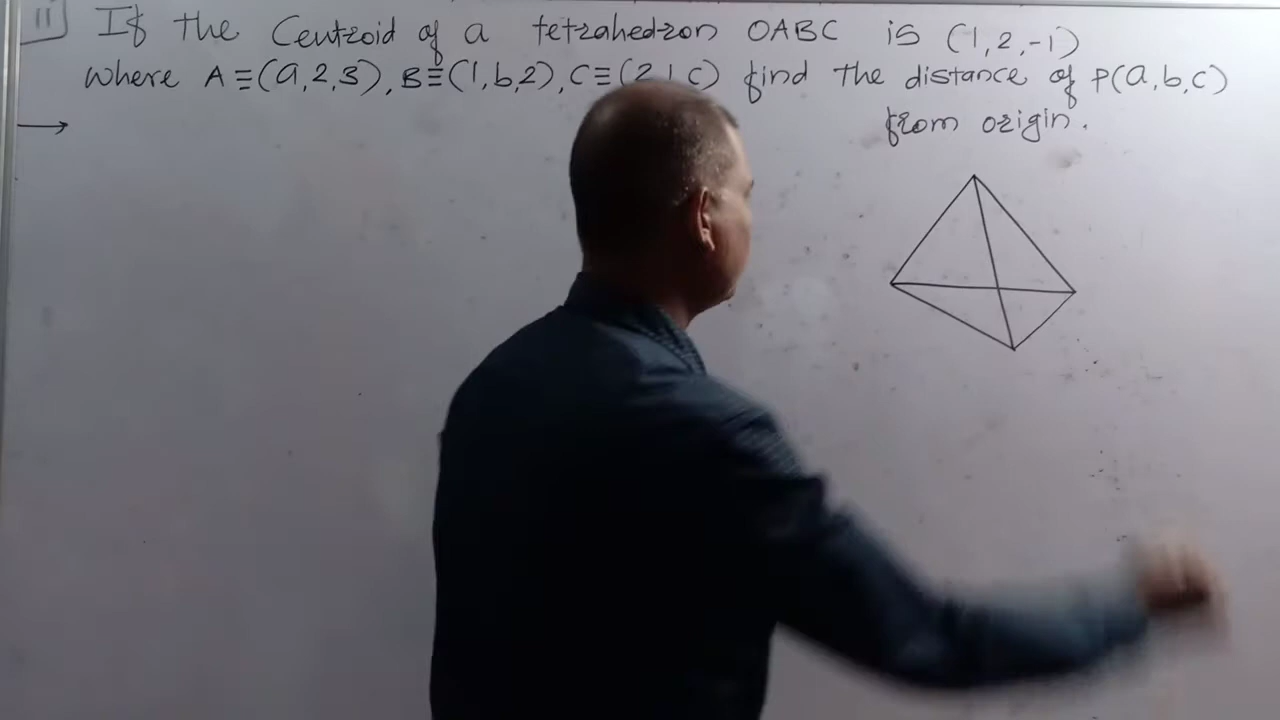 11 If the Centroid of a tetrahedron OABC is (1,2,-1)
where A≡(a,2,3), B≡(1,b,2), C≡(2,1,c) find the distance of P(a,b,c)
from origin.